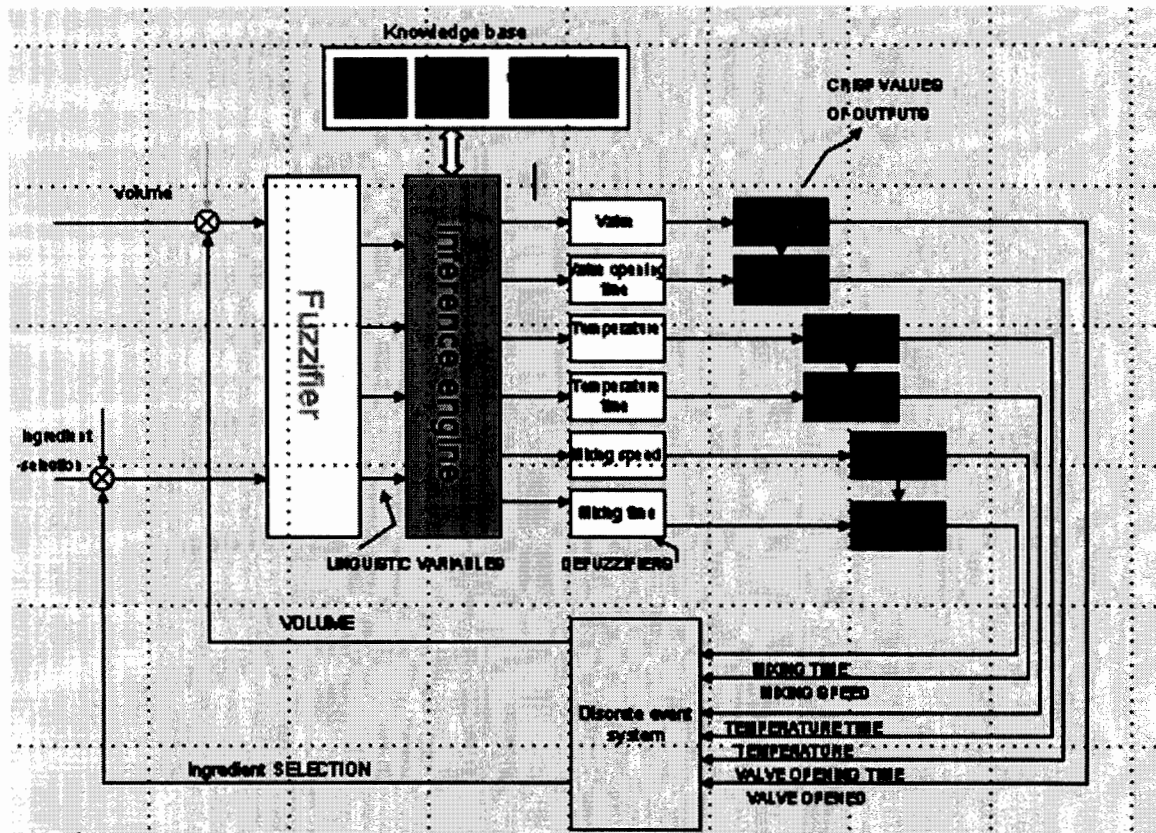 Knowledge base
CRISP VALUES
OF OUTPUTS
Volume
Fuzzifier
Inference engine
Valve
Valve opening
time
Temperature
Temperature
time
Mixing speed
Mixing time
Ingredient
selection
LINGUISTIC VARIABLES
DEFUZZIFIERS
VOLUME
MIXING TIME
MIXING SPEED
Discrete event
system
TEMPERATURE TIME
TEMPERATURE
Ingredient SELECTION
VALVE OPENING TIME
VALVE OPENED